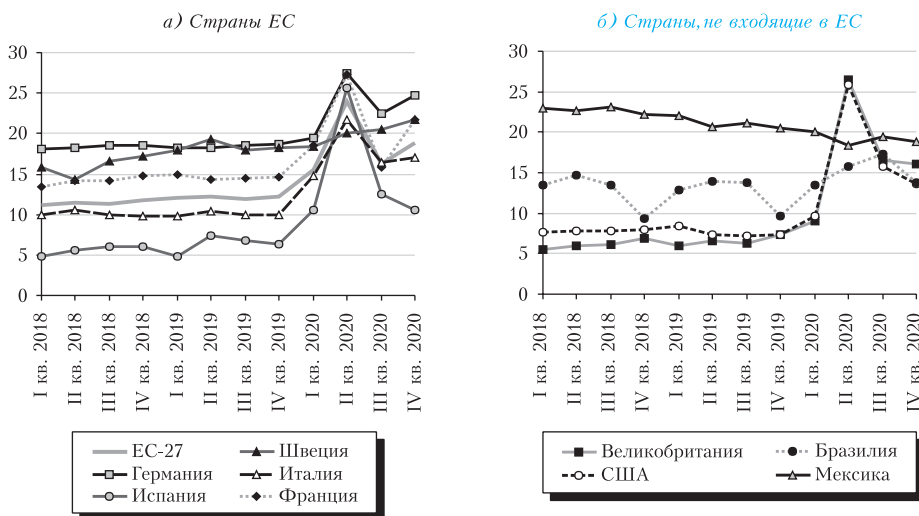 а) Страны ЕС
30
25
20
15
10
5
0
I кв. 2018
II кв. 2018
III кв. 2018
IV кв. 2018
I кв. 2019
II кв. 2019
III кв. 2019
IV кв. 2019
I кв. 2020
II кв. 2020
III кв. 2020
IV кв. 2020
ЕС-27
Швеция
Германия
Италия
Испания
Франция
б) Страны, не входящие в ЕС
30
25
20
15
10
5
0
I кв. 2018
II кв. 2018
III кв. 2018
IV кв. 2018
I кв. 2019
II кв. 2019
III кв. 2019
IV кв. 2019
I кв. 2020
II кв. 2020
III кв. 2020
IV кв. 2020
Великобритания
Бразилия
США
Мексика